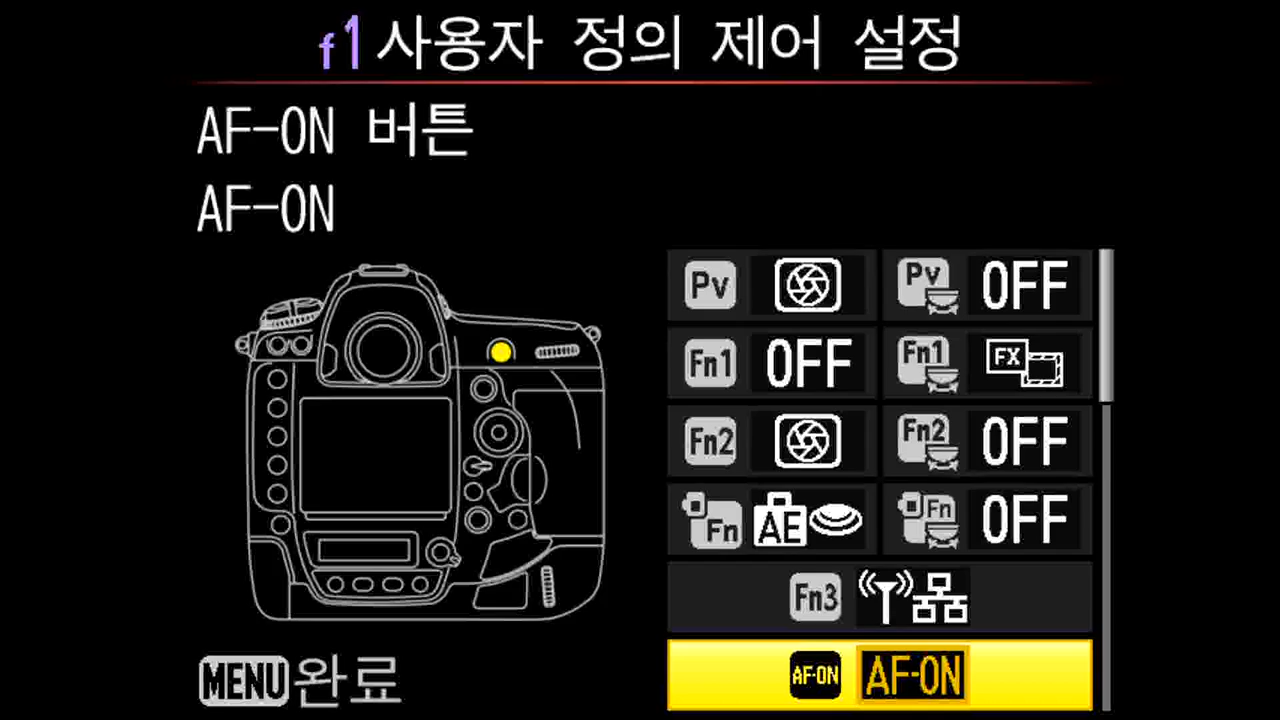 f1 사용자 정의 제어 설정
AF-ON 버튼
AF-ON
Pv Pv OFF
Fn1 OFF Fn1 FX
Fn2 Fn2 OFF
Fn AE Fn OFF
Fn3
AF-ON AF-ON
MENU 완료